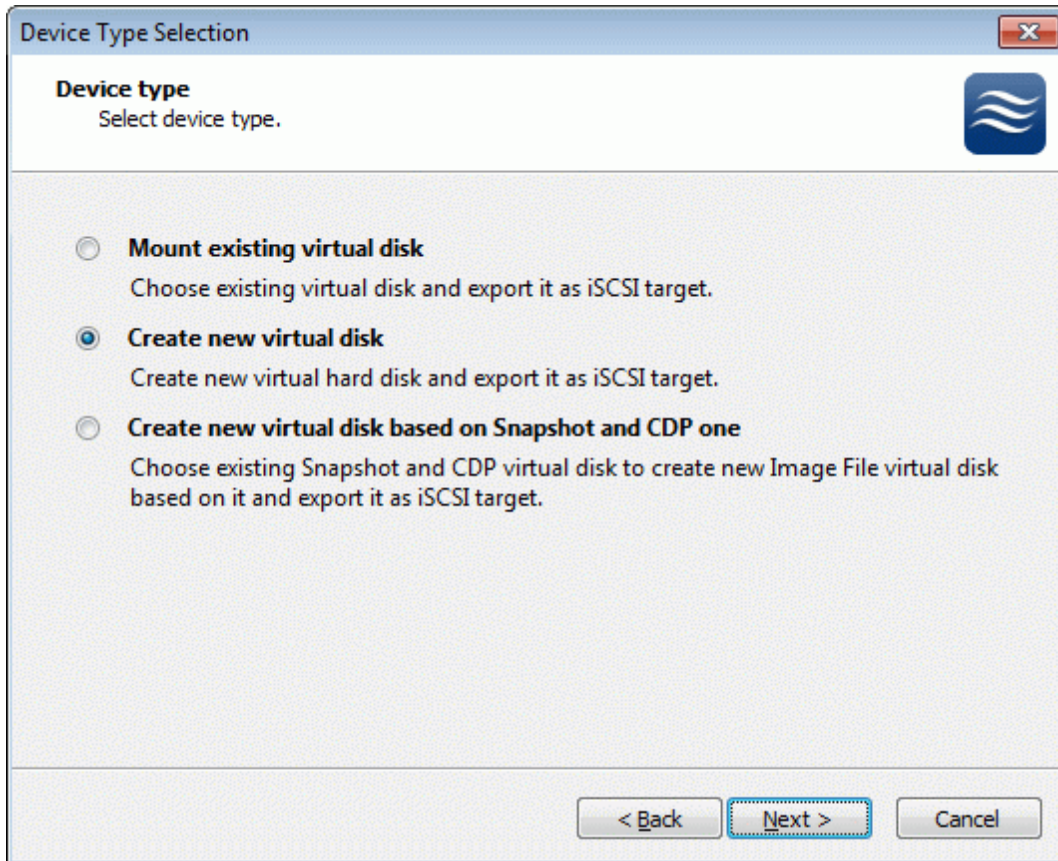 Device Type Selection
Device type
Select device type.
Mount existing virtual disk
Choose existing virtual disk and export it as iSCSI target.
Create new virtual disk
Create new virtual hard disk and export it as iSCSI target.
Create new virtual disk based on Snapshot and CDP one
Choose existing Snapshot and CDP virtual disk to create new Image File virtual disk
based on it and export it as iSCSI target.
< Back Next > Cancel